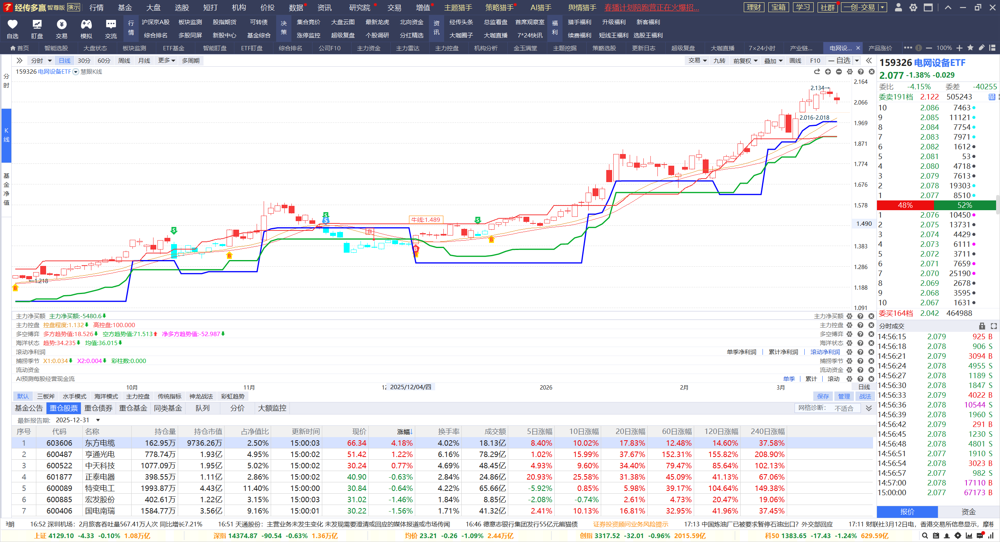 经传多赢 智尊版 演示 行情 基金 大盘 选股 短打 机构 价投 数据 资讯 研究院 交易 增值 主题猎手 策略猎手 AI猎手 舆情猎手 春播计划陪跑营正在火爆招... 理财 宝箱 学习 社群 一创-交易
自选 盯盘 交易 模拟 交流
行情 沪深京A股 板块监测 股指期货 可转债 决策 集合竞价 大盘云图 最新龙虎 北向资金 资讯 经传头条 总监看盘 首席观察室 福利 猎手福利 升级福利 新客福利
综合排名 多股同屏 新股中心 基金综合 涨停监控 超级复盘 个股调研 分红精选 大咖圈子 大咖直播 7*24快讯 续费福利 短线王福利 选股王福利
首页 智能选股 大盘状态 板块监测 ETF基金 智能盯盘 ETF盯盘 综合排名 公司F10 主力资金 主力雷达 主力控盘 机构分析 金玉满堂 主题挖掘 策略选股 更新日志 超级复盘 大咖直播 7×24小时 产业链... 电网设... 产品涨价 100%
分时 日线 30分 60分 周线 月线 更多 多周期 交易 九转 前复权 叠加 画线 F10 自选
分时
K线
基金净值
159326 电网设备ETF 慧眼K线
2.164
2.066
1.969
1.871
1.774
1.676
1.578
1.490
1.383
1.286
1.188
1.091
2.134→
2.016-2.018
牛线:1.489
自
←1.218
主力净买额 主力净买额:-5480.6 主力净买额
主力控盘 控盘程度:1.132 高控盘:100.000 主力控盘
多空博弈 多方趋势值:18.526 空方趋势值:71.513 净多方趋势值:-52.987 多空博弈
海洋状态 趋势:34.235 均值:36.015 海洋状态
滚动净利润 单季净利润 累计净利润 滚动净利润
捕捞季节 X1:0.034 X2:0.004 彩柱数:0.000 捕捞季节
流动资金 流动资金
AI预测每股经营现金流 单季 累计 滚动
10月 11月 2025/12/04/四 2026 2月 3月 日线
默认 三板斧 水手模式 海洋模式 主力控盘 传统指标 神龙战法 彩虹趋势 保存 管理 战法
基金公告 重仓股票 重仓债券 重仓基金 同类基金 队列 分价 大额监控 网格诊断: 不适合
最新报告期: 2025-12-31
序号 代码 名称 持仓量 持仓市值 占净值比 更新时间 现价 涨幅↓ 换手率 成交额 5日涨幅 10日涨幅 20日涨幅 60日涨幅 120日涨幅 240日涨幅
1 603606 东方电缆 162.95万 9736.26万 2.50% 15:00:03 66.34 4.18% 4.02% 18.13亿 8.40% 10.02% 17.83% 12.48% 14.60% 37.58%
2 600487 亨通光电 778.74万 1.93亿 4.95% 15:00:02 51.42 1.22% 6.16% 78.29亿 1.02% 15.99% 37.67% 152.31% 155.82% 208.90%
3 600522 中天科技 1077.09万 1.95亿 5.02% 15:00:02 30.24 0.77% 4.69% 48.45亿 4.93% 9.60% 34.40% 79.47% 85.64% 102.13%
4 601877 正泰电器 398.55万 1.11亿 2.86% 15:00:02 40.90 -0.63% 2.84% 24.86亿 20.93% 25.58% 31.38% 45.09% 41.13% 67.06%
5 600089 特变电工 1993.87万 4.43亿 11.40% 15:00:00 30.84 -0.64% 4.22% 65.66亿 -5.92% 0.85% 5.98% 39.17% 104.64% 149.38%
6 600885 宏发股份 402.61万 1.22亿 3.15% 15:00:03 31.02 -1.46% 1.84% 8.85亿 -2.08% -0.74% 2.61% 4.73% 20.47% 19.06%
7 600406 国电南瑞 1584.77万 3.56亿 9.16% 15:00:01 30.22 -1.56% 1.71% 41.32亿 2.41% 10.13% 16.81% 32.95% 41.96% 37.45%
159326 电网设备ETF
2.077 -1.38% -0.029
委比 -4.15% 委差 -40255
委卖191档 2.122 505243 量
10 2.086 7463
9 2.085 11121
8 2.084 7754
7 2.083 7971
6 2.082 1612
5 2.081 53
4 2.080 4718
3 2.079 7613
2 2.078 19303
1 2.077 8510
48% 52%
1 2.076 10450
2 2.075 13731
3 2.074 4429
4 2.073 6111
5 2.072 3711
6 2.071 7659
7 2.070 25190
8 2.069 2678
9 2.068 3595
10 2.067 1631
委买164档 2.042 464988
分时成交
14:56:15 2.079 925 B
14:56:18 2.078 906 S
14:56:21 2.079 3094 B
14:56:24 2.078 4955 S
14:56:27 2.078 1189 S
14:56:30 2.078 1847 S
14:56:33 2.079 4022 B
14:56:36 2.078 10544 S
14:56:39 2.078 1960 S
14:56:42 2.079 291 B
14:56:45 2.078 1230 S
14:56:48 2.078 4801 S
14:56:51 2.077 1910 S
14:56:54 2.078 3023 B
14:56:57 2.077 982 S
14:57:00 2.078 17110 B
15:00:00 2.077 67173 B
报价 资金
16:52 深圳机场：2月旅客吞吐量567.41万人次 同比增长7.21% 16:51 天通股份：主营业务未发生变化 未发现需要澄清或回应的媒体报道或市场传闻 16:46 德意志银行集团发行55亿元熊猫债 证券投资顾问业务风险提示 17:13 中国炼油厂已被要求暂停石油出口？外交部回应 17:11 财联社3月12日电，香港交易所信息显示，摩根
上证 4129.10 -4.33 -0.10% 1.08万亿 深指 14374.87 -90.54 -0.63% 1.36万亿 均价 23.21 -0.26 -1.09% 2.44万亿 创指 3317.52 -32.01 -0.96% 2015.59亿 科50 1383.65 -17.43 -1.24% 629.59亿